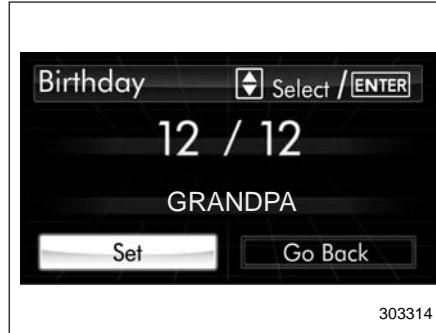 Birthday Select / ENTER
12 / 12
GRANDPA
Set Go Back
303314